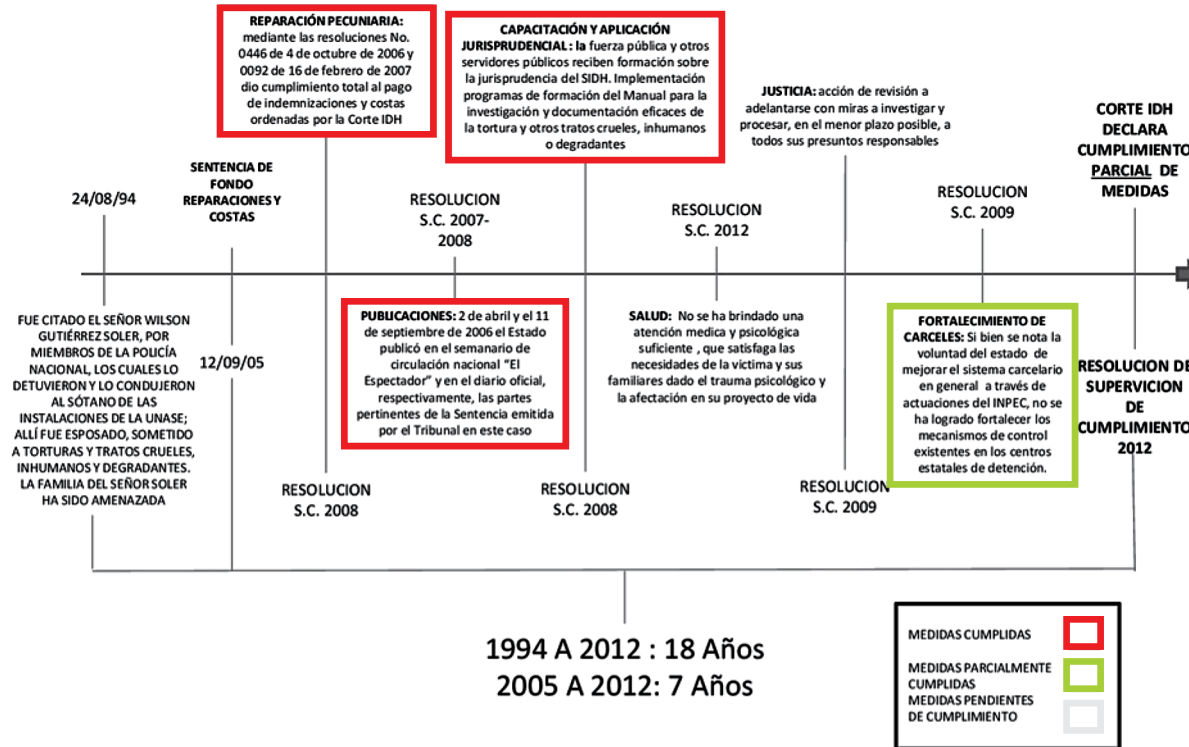 REPARACIÓN PECUNIARIA:
mediante las resoluciones No.
0446 de 4 de octubre de 2006 y
0092 de 16 de febrero de 2007
dio cumplimiento total al pago
de indemnizaciones y costas
ordenadas por la Corte IDH
CAPACITACIÓN Y APLICACIÓN
JURISPRUDENCIAL : la fuerza pública y otros
servidores públicos reciben formación sobre
la jurisprudencia del SIDH. Implementación
programas de formación del Manual para la
investigación y documentación eficaces de
la tortura y otros tratos crueles, inhumanos
o degradantes
JUSTICIA: acción de revisión a
adelantarse con miras a investigar y
procesar, en el menor plazo posible, a
todos sus presuntos responsables
CORTE IDH
DECLARA
CUMPLIMIENTO
PARCIAL DE
MEDIDAS
24/08/94
SENTENCIA DE
FONDO
REPARACIONES Y
COSTAS
RESOLUCION
S.C. 2007-
2008
RESOLUCION
S.C. 2012
RESOLUCION
S.C. 2009
FUE CITADO EL SEÑOR WILSON
GUTIÉRREZ SOLER, POR
MIEMBROS DE LA POLICÍA
NACIONAL, LOS CUALES LO
DETUVIERON Y LO CONDUJERON
AL SÓTANO DE LAS
INSTALACIONES DE LA UNASE;
ALLÍ FUE ESPOSADO, SOMETIDO
A TORTURAS Y TRATOS CRUELES,
INHUMANOS Y DEGRADANTES.
LA FAMILIA DEL SEÑOR SOLER
HA SIDO AMENAZADA
12/09/05
PUBLICACIONES: 2 de abril y el 11
de septiembre de 2006 el Estado
publicó en el semanario de
circulación nacional "El
Espectador" y en el diario oficial,
respectivamente, las partes
pertinentes de la Sentencia emitida
por el Tribunal en este caso
SALUD: No se ha brindado una
atención medica y psicológica
suficiente , que satisfaga las
necesidades de la victima y sus
familiares dado el trauma psicológico y
la afectación en su proyecto de vida
FORTALECIMIENTO DE
CARCELES: Si bien se nota la
voluntad del estado de
mejorar el sistema carcelario
en general a través de
actuaciones del INPEC, no se
ha logrado fortalecer los
mecanismos de control
existentes en los centros
estatales de detención.
RESOLUCION DE
SUPERVICION
DE
CUMPLIMIENTO
2012
RESOLUCION
S.C. 2008
RESOLUCION
S.C. 2008
RESOLUCION
S.C. 2009
1994 A 2012 : 18 Años
2005 A 2012: 7 Años
MEDIDAS CUMPLIDAS
MEDIDAS PARCIALMENTE
CUMPLIDAS
MEDIDAS PENDIENTES
DE CUMPLIMIENTO